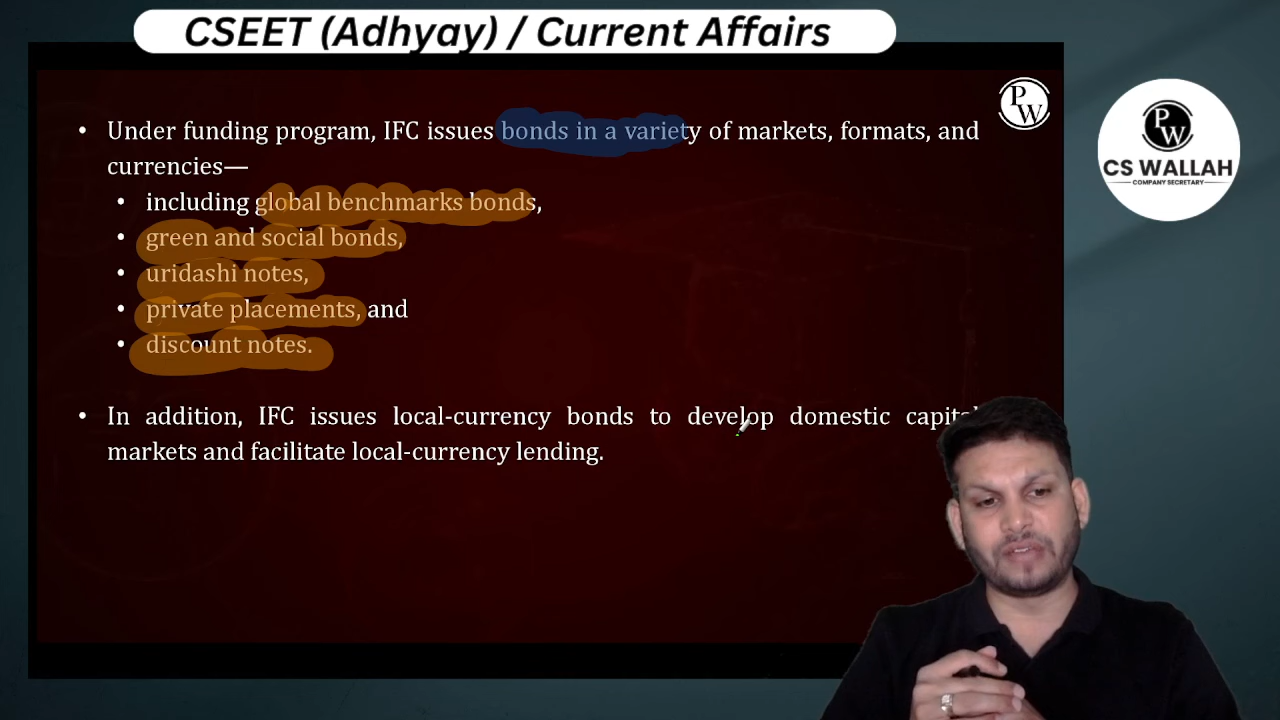 CSEET (Adhyay) / Current Affairs
PW
PW
CS WALLAH
COMPANY SECRETARY
• Under funding program, IFC issues bonds in a variety of markets, formats, and
currencies—
• including global benchmarks bonds,
• green and social bonds,
• uridashi notes,
• private placements, and
• discount notes.
• In addition, IFC issues local-currency bonds to develop domestic capital
markets and facilitate local-currency lending.